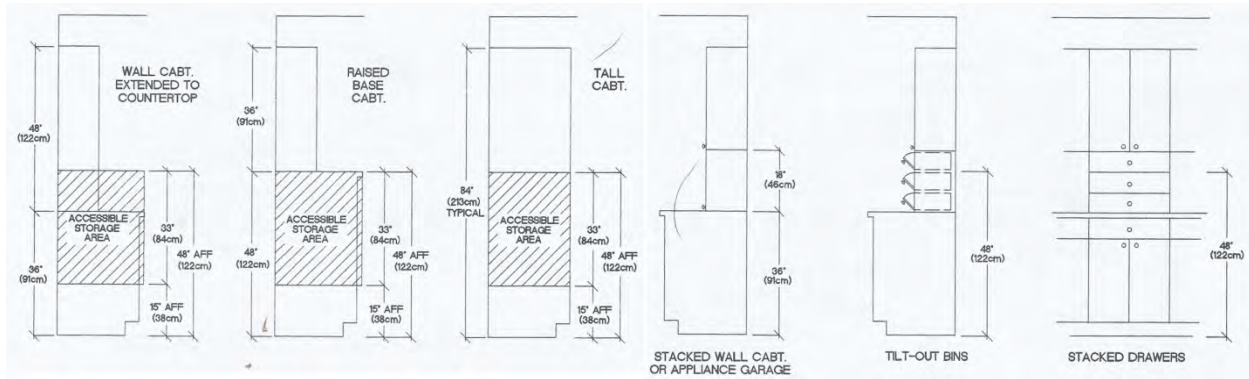 WALL CABT.
EXTENDED TO
COUNTERTOP
48"
(122cm)
36"
(91cm)
ACCESSIBLE
STORAGE
AREA
33"
(84cm)
48" AFF
(122cm)
15" AFF
(38cm)
RAISED
BASE
CABT.
36"
(91cm)
48"
(122cm)
ACCESSIBLE
STORAGE
AREA
33"
(84cm)
48" AFF
(122cm)
15" AFF
(38cm)
TALL
CABT.
84"
(213cm)
TYPICAL
ACCESSIBLE
STORAGE
AREA
33"
(84cm)
48" AFF
(122cm)
15" AFF
(38cm)
18"
(46cm)
36"
(91cm)
STACKED WALL CABT.
OR APPLIANCE GARAGE
48"
(122cm)
TILT-OUT BINS
48"
(122cm)
STACKED DRAWERS